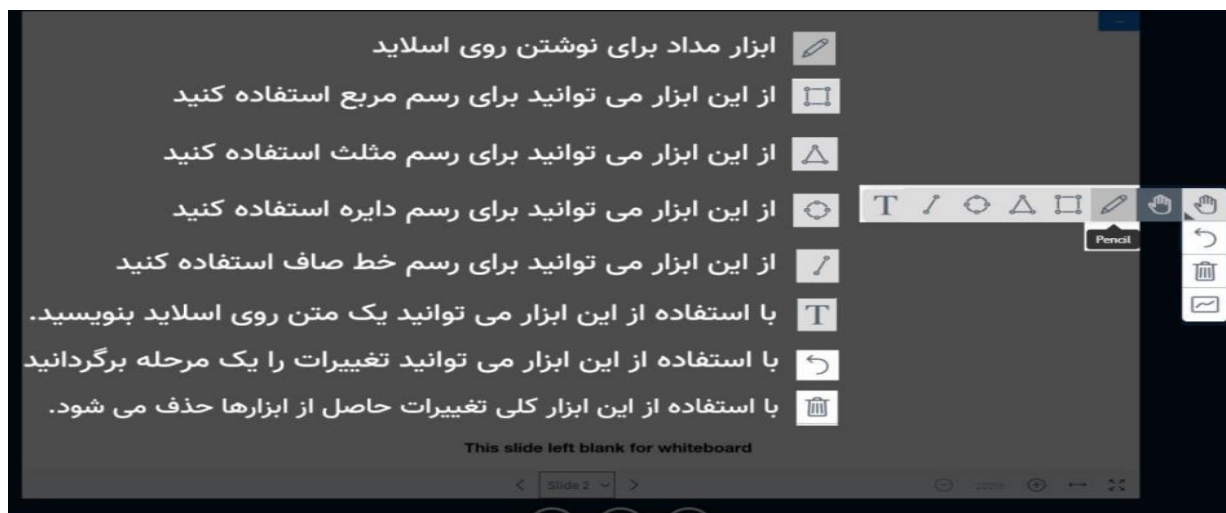 ابزار مداد برای نوشتن روی اسلاید
از این ابزار می توانید برای رسم مربع استفاده کنید
از این ابزار می توانید برای رسم مثلث استفاده کنید
از این ابزار می توانید برای رسم دایره استفاده کنید
T
Pencil
از این ابزار می توانید برای رسم خط صاف استفاده کنید
T با استفاده از این ابزار می توانید یک متن روی اسلاید بنویسید.
با استفاده از این ابزار می توانید تغییرات را یک مرحله برگردانید
با استفاده از این ابزار کلی تغییرات حاصل از ابزارها حذف می شود.
This slide left blank for whiteboard
Slide 2